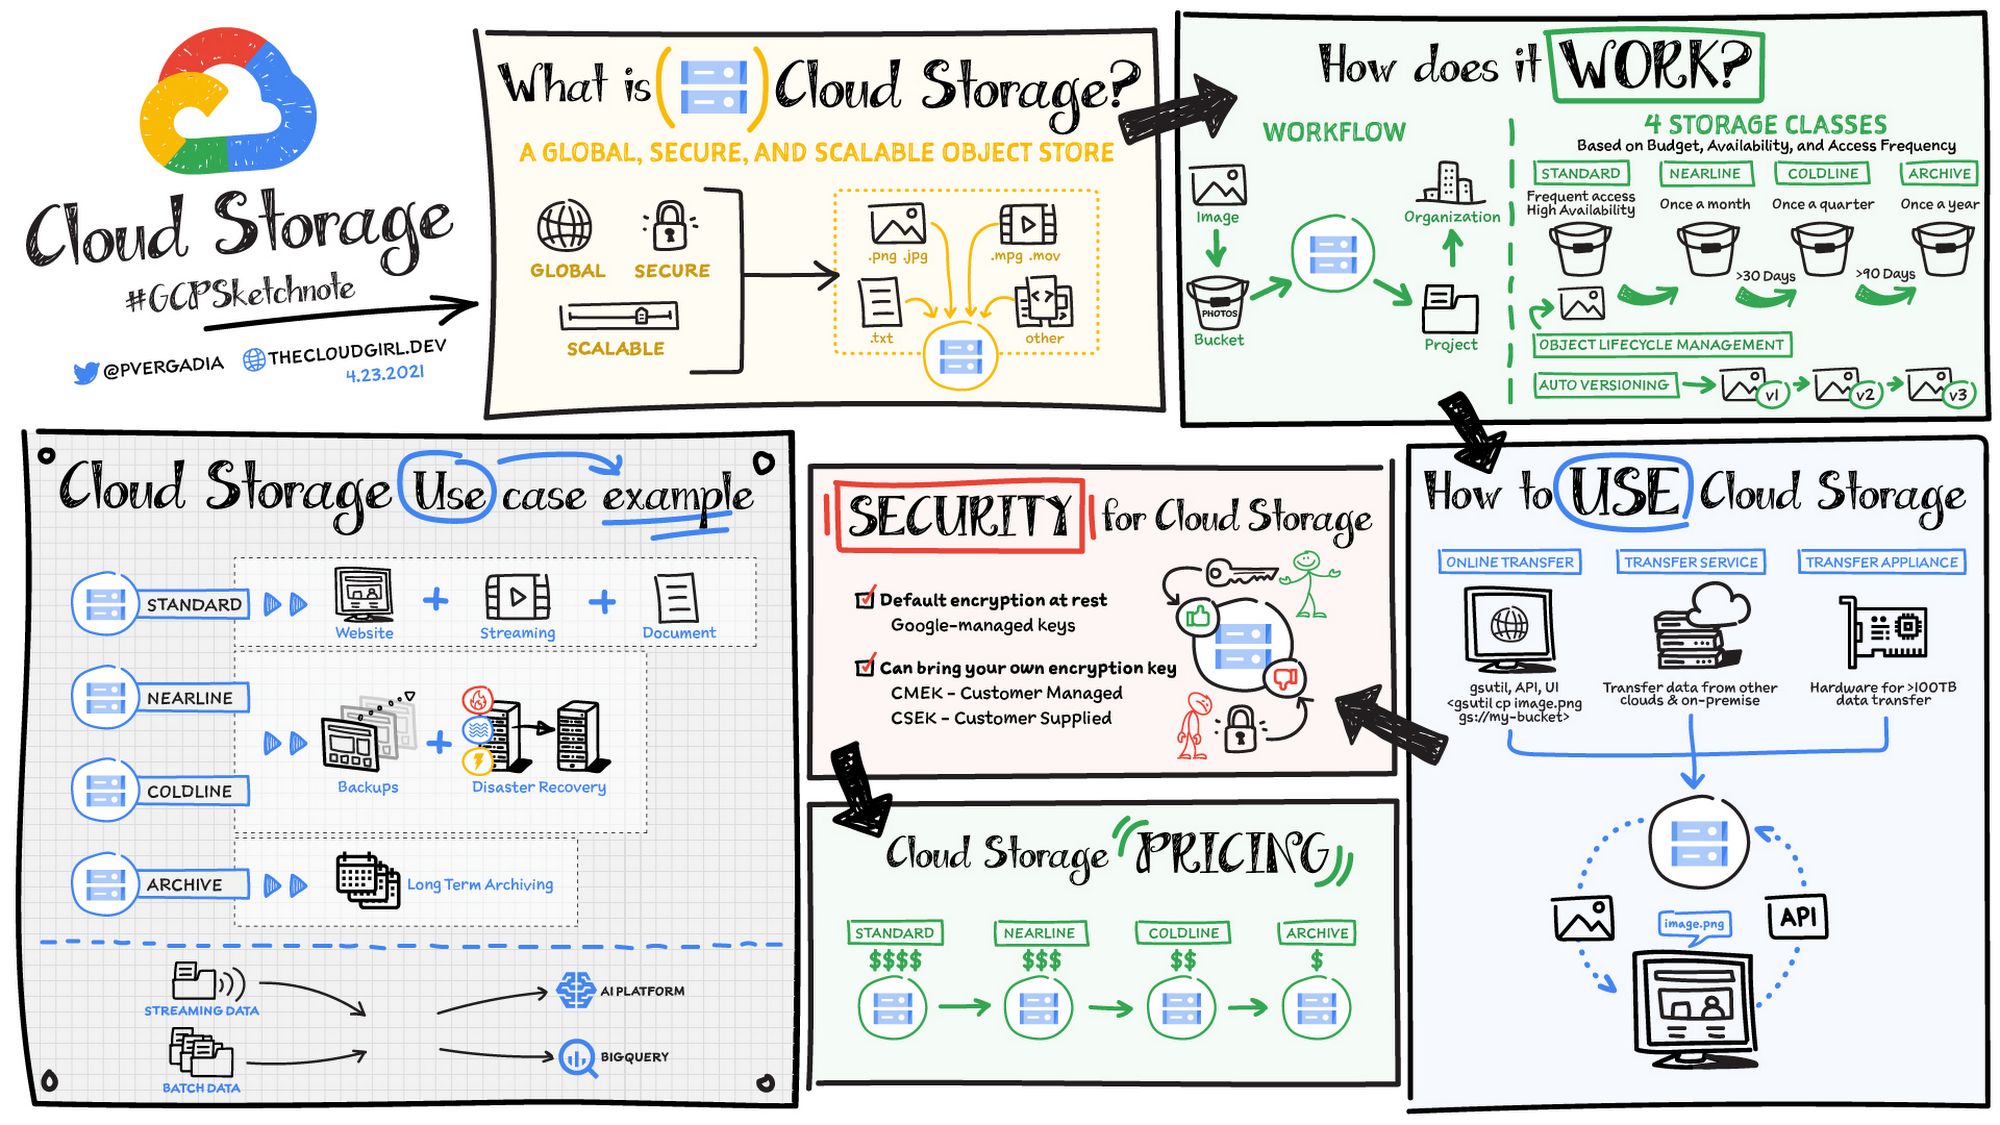 Cloud Storage
#GCPSketchnote
@PVERGADIA
THECLOUDGIRL.DEV
4.23.2021
What is Cloud Storage?
A GLOBAL, SECURE, AND SCALABLE OBJECT STORE
GLOBAL
SECURE
SCALABLE
.png .jpg
.mpg .mov
.txt
other
How does it WORK?
WORKFLOW
Image
Bucket
PHOTOS
Organization
Project
4 STORAGE CLASSES
Based on Budget, Availability, and Access Frequency
STANDARD
Frequent access
High Availability
NEARLINE
Once a month
COLDLINE
Once a quarter
ARCHIVE
Once a year
>30 Days
>90 Days
OBJECT LIFECYCLE MANAGEMENT
AUTO VERSIONING
v1
v2
v3
How to USE Cloud Storage
ONLINE TRANSFER
gsutil, API, UI
<gsutil cp image.png
gs://my-bucket>
TRANSFER SERVICE
Transfer data from other
clouds & on-premise
TRANSFER APPLIANCE
Hardware for >100TB
data transfer
image.png
API
SECURITY for Cloud Storage
Default encryption at rest
Google-managed keys
Can bring your own encryption key
CMEK - Customer Managed
CSEK - Customer Supplied
Cloud Storage PRICING
STANDARD
$$$$
NEARLINE
$$$
COLDLINE
$$
ARCHIVE
$
Cloud Storage Use case example
STANDARD
Website
Streaming
Document
NEARLINE
COLDLINE
Backups
Disaster Recovery
ARCHIVE
Long Term Archiving
STREAMING DATA
BATCH DATA
AI PLATFORM
BIGQUERY